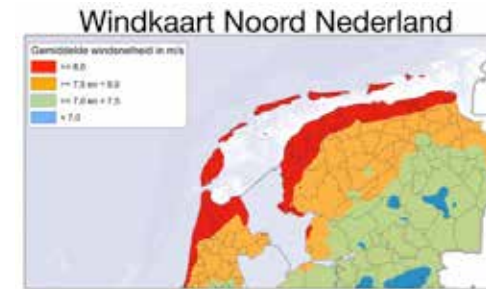 Windkaart Noord Nederland
Gemiddelde windsnelheid in m/s
>= 8,0
>= 7,5 en < 8,0
>= 7,0 en < 7,5
< 7,0